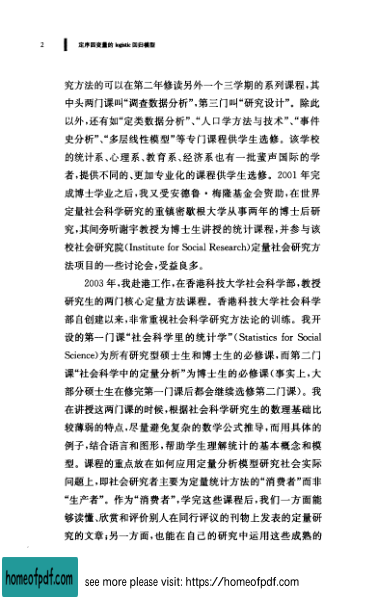 2 定序因变量的 logistic 回归模型
究方法的可以在第二年修读另外一个三学期的系列课程,其
中头两门课叫“调查数据分析”,第三门叫“研究设计”。除此
以外,还有如“定类数据分析”、“人口学方法与技术”、“事件
史分析”、“多层线性模型”等专门课程供学生选修。该学校
的统计系、心理系、教育系、经济系也有一批蜚声国际的学
者,提供不同的、更加专业化的课程供学生选修。2001 年完
成博士学业之后,我又受安德鲁·梅隆基金会资助,在世界
定量社会科学研究的重镇密歇根大学从事两年的博士后研
究,其间旁听谢宇教授为博士生讲授的统计课程,并参与该
校社会研究院(Institute for Social Research)定量社会研究方
法项目的一些讨论会,受益良多。
2003 年,我赴港工作,在香港科技大学社会科学部,教授
研究生的两门核心定量方法课程。香港科技大学社会科学
部自创建以来,非常重视社会科学研究方法论的训练。我开
设的第一门课“社会科学里的统计学”(Statistics for Social
Science)为所有研究型硕士生和博士生的必修课,而第二门
课“社会科学中的定量分析”为博士生的必修课(事实上,大
部分硕士生在修完第一门课后都会继续选修第二门课)。我
在讲授这两门课的时候,根据社会科学研究生的数理基础比
较薄弱的特点,尽量避免复杂的数学公式推导,而用具体的
例子,结合语言和图形,帮助学生理解统计的基本概念和模
型。课程的重点放在如何应用定量分析模型研究社会实际
问题上,即社会研究者主要为定量统计方法的“消费者”而非
“生产者”。作为“消费者”,学完这些课程后,我们一方面能
够读懂、欣赏和评价别人在同行评议的刊物上发表的定量研
究的文章;另一方面,也能在自己的研究中运用这些成熟的
homeofpdf.com see more please visit: https://homeofpdf.com